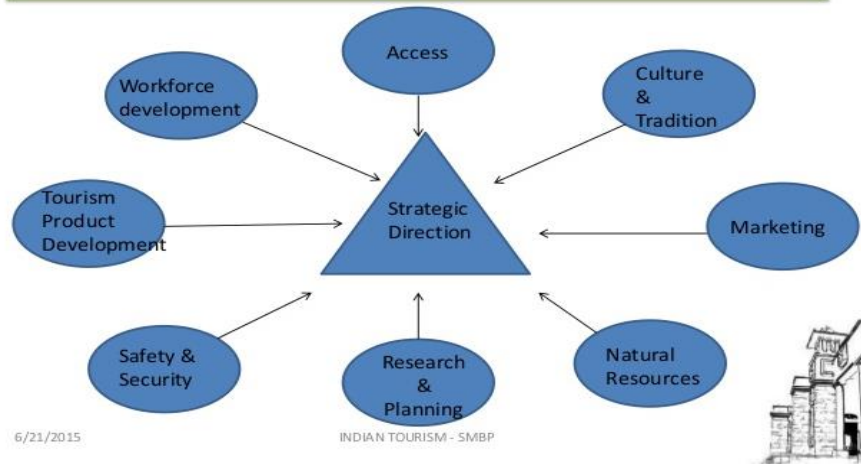 Access
Workforce
development
Culture
&
Tradition
Tourism
Product
Development
Strategic
Direction
Marketing
Safety &
Security
Research
&
Planning
Natural
Resources
6/21/2015
INDIAN TOURISM - SMBP